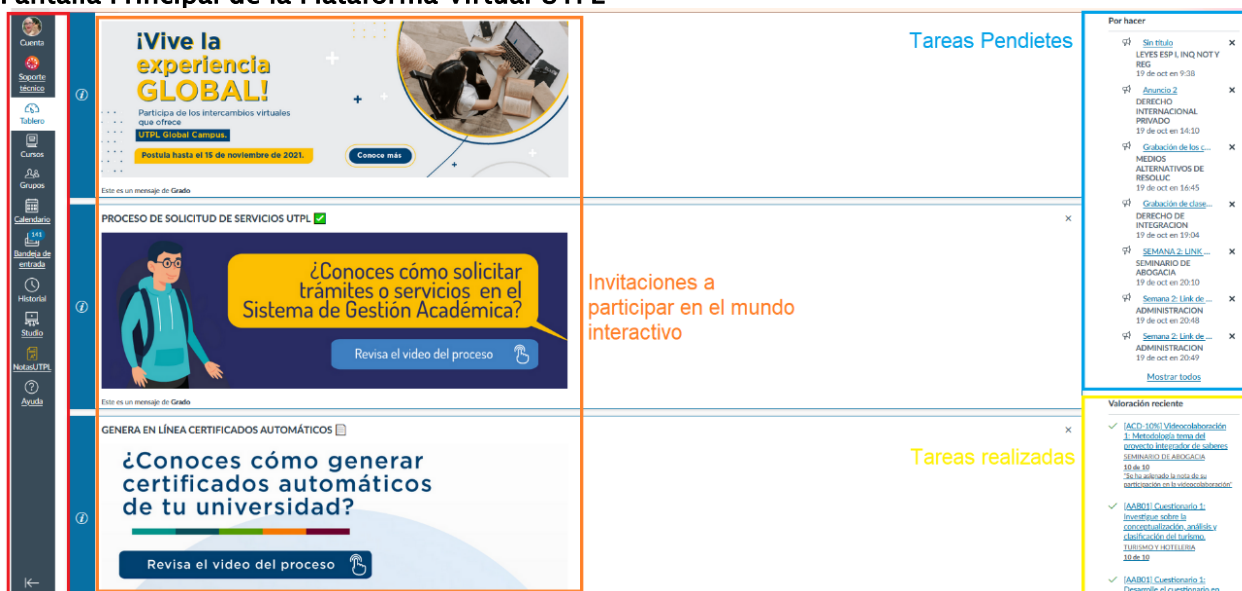 Pantalla Principal de la Plataforma Virtual UTPL
Cuenta
Soporte
técnico
Tablero
Cursos
Grupos
Calendario
141
Bandeja de
entrada
Historial
Studio
NotasUTPL
Ayuda
¡Vive la
experiencia
GLOBAL!
Participa de los intercambios virtuales
que ofrece
UTPL Global Campus.
Postula hasta el 15 de noviembre de 2021.
Conoce más
Este es un mensaje de Grado
PROCESO DE SOLICITUD DE SERVICIOS UTPL ✅
×
¿Conoces cómo solicitar
trámites o servicios en el
Sistema de Gestión Académica?
Revisa el video del proceso
Este es un mensaje de Grado
GENERA EN LÍNEA CERTIFICADOS AUTOMÁTICOS
×
¿Conoces cómo generar
certificados automáticos
de tu universidad?
Revisa el video del proceso
Invitaciones a
participar en el mundo
interactivo
Tareas Pendietes
Tareas realizadas
Por hacer
Sin título ×
LEYES ESP I, INQ NOT Y
REG
19 de oct en 9:38
Anuncio 2 ×
DERECHO
INTERNACIONAL
PRIVADO
19 de oct en 14:10
Grabación de los c... ×
MEDIOS
ALTERNATIVOS DE
RESOLUC
19 de oct en 16:45
Grabación de clase... ×
DERECHO DE
INTEGRACION
19 de oct en 19:04
SEMANA 2: LINK ... ×
SEMINARIO DE
ABOGACIA
19 de oct en 20:10
Semana 2: Link de ... ×
ADMINISTRACION
19 de oct en 20:48
Semana 2: Link de ... ×
ADMINISTRACION
19 de oct en 20:49
Mostrar todos
Valoración reciente
[ACD-10%] Videocolaboración
1: Metodología tema del
proyecto integrador de saberes
SEMINARIO DE ABOGACIA
10 de 10
"Se ha asignado la nota de su
participación en la videocolaboración"
[AAB01] Cuestionario 1:
Investigue sobre la
conceptualización, análisis y
clasificación del turismo.
TURISMO Y HOTELERIA
10 de 10
[AAB01] Cuestionario 1:
Desarrolle el cuestionario en